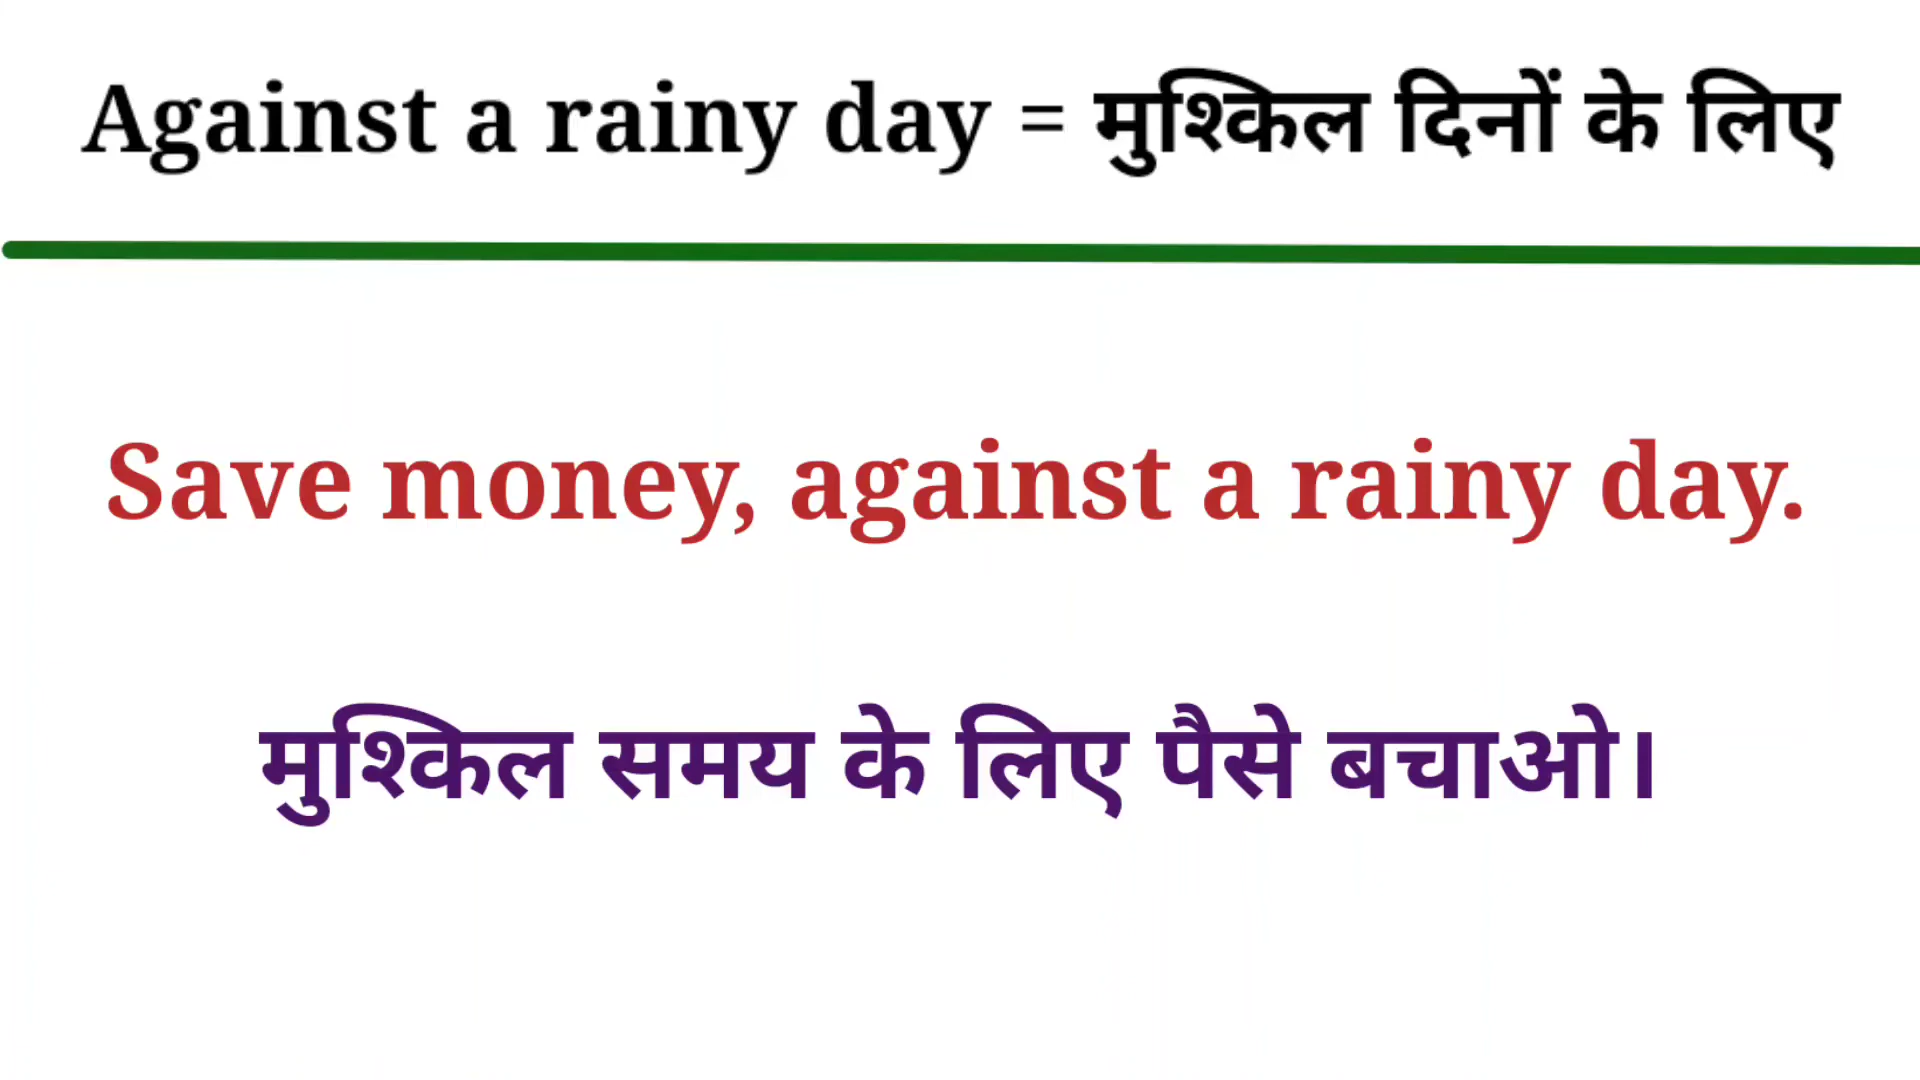 Against a rainy day = मुश्किल दिनों के लिए
Save money, against a rainy day.
मुश्किल समय के लिए पैसे बचाओ।